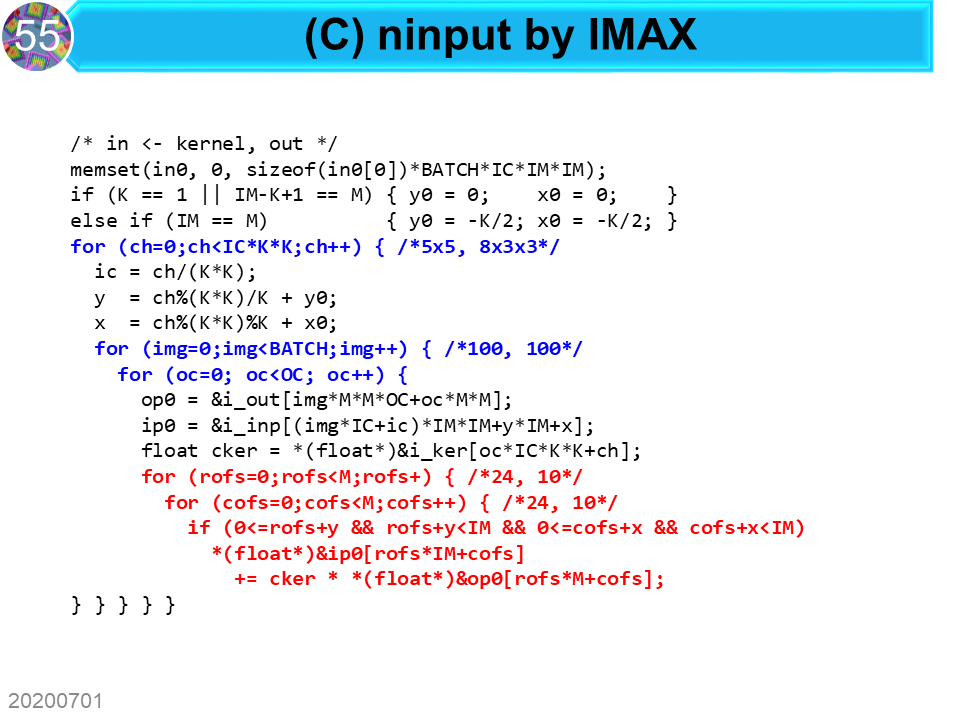 55
(C) ninput by IMAX
/* in <- kernel, out */
memset(in0, 0, sizeof(in0[0])*BATCH*IC*IM*IM);
if (K == 1 || IM-K+1 == M) { y0 = 0;    x0 = 0;    }
else if (IM == M)          { y0 = -K/2; x0 = -K/2; }
for (ch=0;ch<IC*K*K;ch++) { /*5x5, 8x3x3*/
  ic = ch/(K*K);
  y  = ch%(K*K)/K + y0;
  x  = ch%(K*K)%K + x0;
  for (img=0;img<BATCH;img++) { /*100, 100*/
    for (oc=0; oc<OC; oc++) {
      op0 = &i_out[img*M*M*OC+oc*M*M];
      ip0 = &i_inp[(img*IC+ic)*IM*IM+y*IM+x];
      float cker = *(float*)&i_ker[oc*IC*K*K+ch];
      for (rofs=0;rofs<M;rofs+) { /*24, 10*/
        for (cofs=0;cofs<M;cofs++) { /*24, 10*/
          if (0<=rofs+y && rofs+y<IM && 0<=cofs+x && cofs+x<IM)
            *(float*)&ip0[rofs*IM+cofs]
              += cker * *(float*)&op0[rofs*M+cofs];
} } } } }
20200701